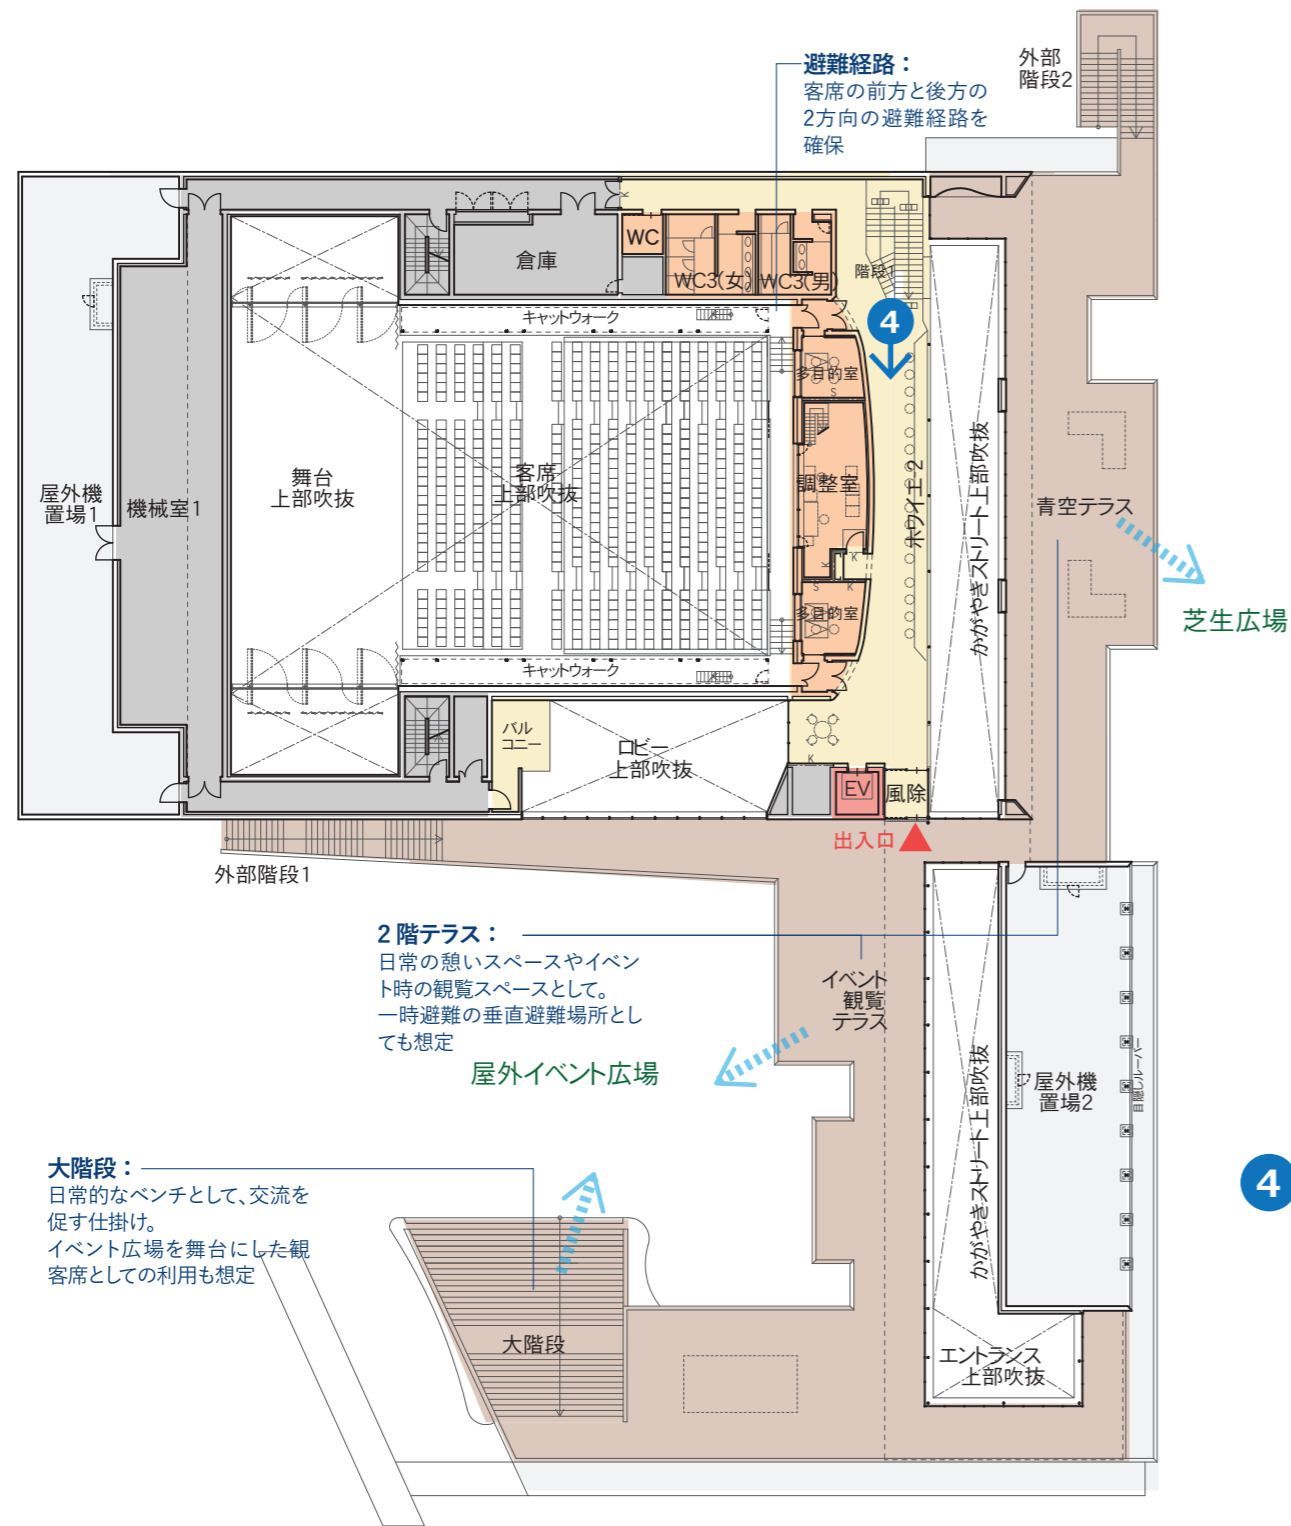 避難経路：
客席の前方と後方の
2方向の避難経路を
確保
外部
階段2
WC
倉庫
WC3(女)
WC3(男)
階段1
キャットウォーク
4
多目的室
舞台
上部吹抜
客席
上部吹抜
調整室
ホワイエ-2
かがやきストリート上部吹抜
青空テラス
屋外機
置場1
機械室1
芝生広場
多目的室
キャットウォーク
バル
コニー
ロビー
上部吹抜
EV
風除
出入口
外部階段1
2階テラス：
日常の憩いスペースやイベン
ト時の観覧スペースとして。
一時避難の垂直避難場所とし
ても想定
イベント
観覧
テラス
屋外イベント広場
かがやきストリート上部吹抜
屋外機
置場2
目隠しルーバー
大階段：
日常的なベンチとして、交流を
促す仕掛け。
イベント広場を舞台にした観
客席としての利用も想定
4
大階段
エントランス
上部吹抜